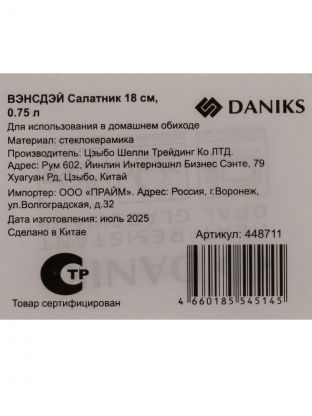 ВЭНСДЭЙ Салатник 18 см,
0.75 л
DANIKS
Для использования в домашнем обиходе
Материал: стеклокерамика
Производитель: Цзыбо Шелли Трейдинг Ко ЛТД.
Адрес: Рум 602, Йинлин Интернэшнл Бизнес Сэнте, 79
Хуагуан Рд, Цзыбо, Китай
Импортер: ООО «ПРАЙМ». Адрес: Россия, г.Воронеж,
ул.Волгоградская, д.32
Дата изготовления: июль 2025
Сделано в Китае
Артикул: 448711
ТР
Товар сертифицирован
4 660185 545145